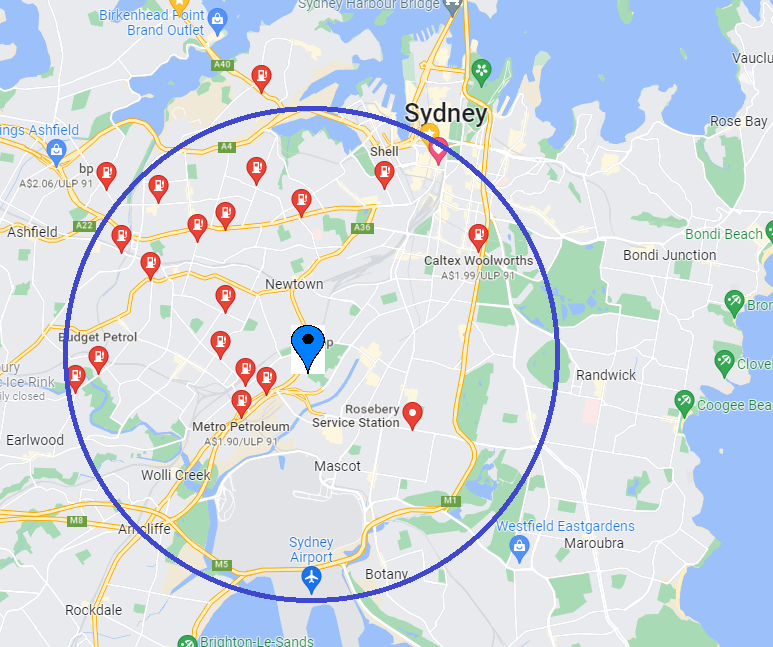 Sydney Harbour Bridge
Birkenhead Point
Brand Outlet
Vauclu
A40
Sydney
Rose Bay
ings Ashfield
A4
Shell
bp
A$2.06/ULP 91
A22
Ashfield
A36
Bondi Beach
Caltex Woolworths
A$1.99/ULP 91
Bondi Junction
Newtown
Bron
Budget Petrol
op
Clovel
ury
e Ice Rink
rily closed
Randwick
Coogee Bea
Rosebery
Service Station
Metro Petroleum
A$1.90/ULP 91
Earlwood
Mascot
Wolli Creek
M1
M8
Arncliffe
Westfield Eastgardens
Maroubra
Sydney
Airport
M5
Botany
Rockdale
Brighton-Le-Sands